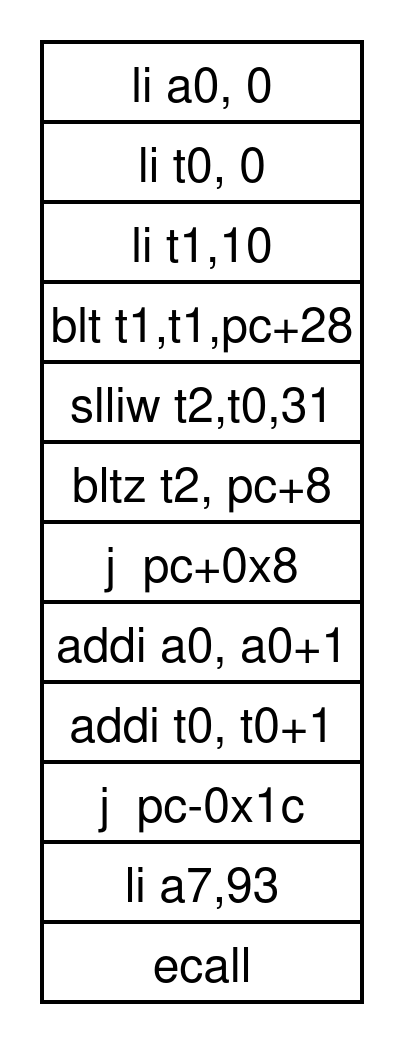 li a0, 0
li t0, 0
li t1,10
blt t1,t1,pc+28
slliw t2,t0,31
bltz t2, pc+8
j  pc+0x8
addi a0, a0+1
addi t0, t0+1
j  pc-0x1c
li a7,93
ecall